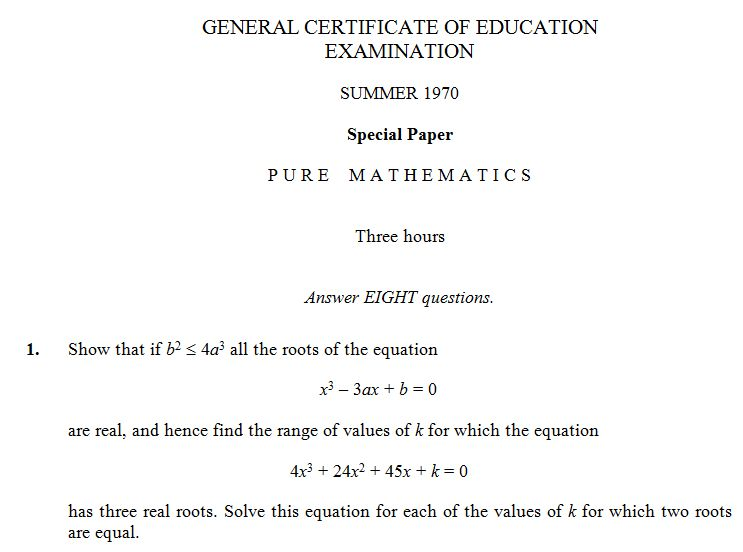 GENERAL CERTIFICATE OF EDUCATION
EXAMINATION
SUMMER 1970
Special Paper
PURE MATHEMATICS
Three hours
Answer EIGHT questions.
1. Show that if b² ≤ 4a³ all the roots of the equation
x³ – 3ax + b = 0
are real, and hence find the range of values of k for which the equation
4x³ + 24x² + 45x + k = 0
has three real roots. Solve this equation for each of the values of k for which two roots
are equal.